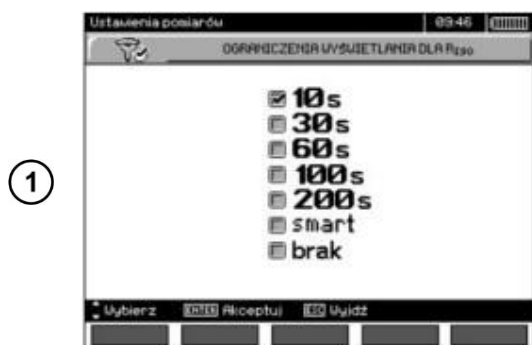 Ustawienia pomiarów 09:46
OGRANICZENIA WYŚWIETLANIA DLA RISO
10s
30s
60s
100s
200s
smart
brak
1
Wybierz ENTER Akceptuj ESC Wyjdź